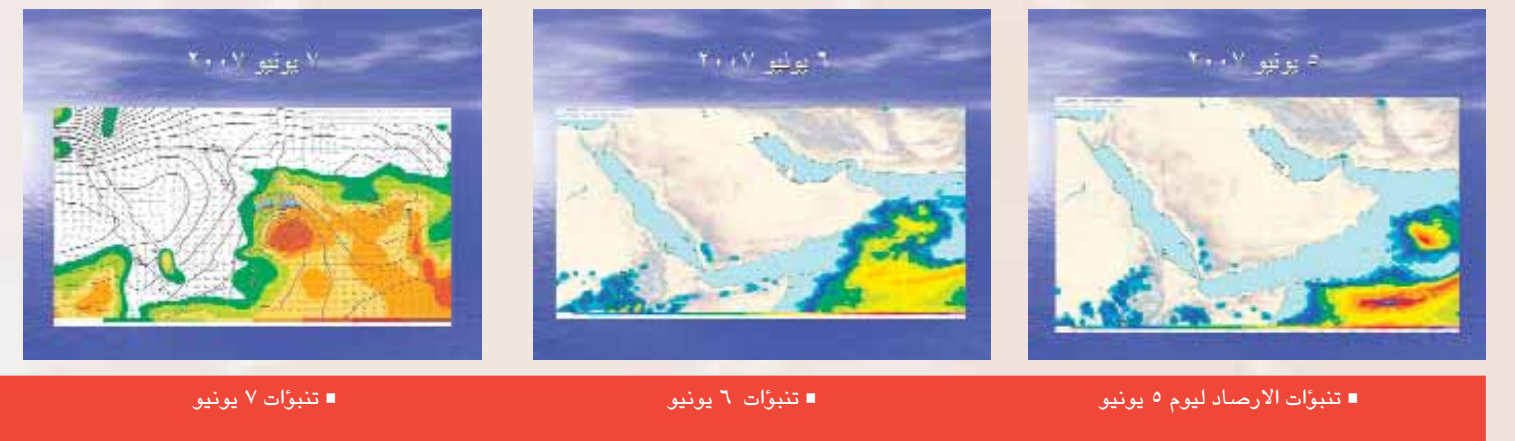 ٥ يونيو ٢٠٠٧
٦ يونيو ٢٠٠٧
٧ يونيو ٢٠٠٧
■ تنبؤات الارصاد ليوم ٥ يونيو
■ تنبؤات ٦ يونيو
■ تنبؤات ٧ يونيو